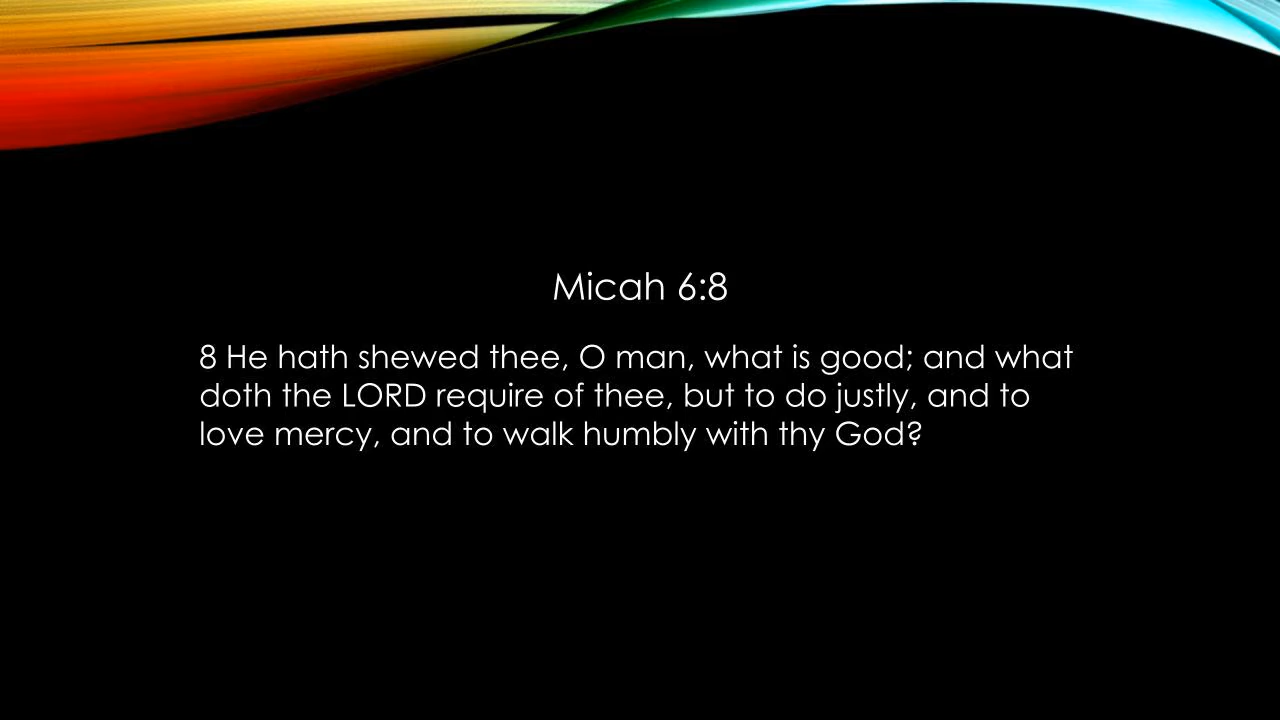 Micah 6:8
8 He hath shewed thee, O man, what is good; and what
doth the LORD require of thee, but to do justly, and to
love mercy, and to walk humbly with thy God?